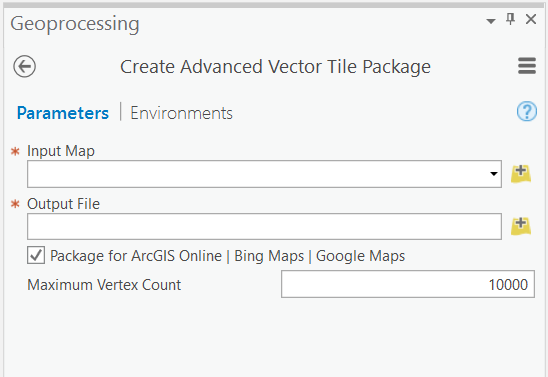 Geoprocessing
Create Advanced Vector Tile Package
Parameters | Environments
* Input Map
* Output File
Package for ArcGIS Online | Bing Maps | Google Maps
Maximum Vertex Count 10000